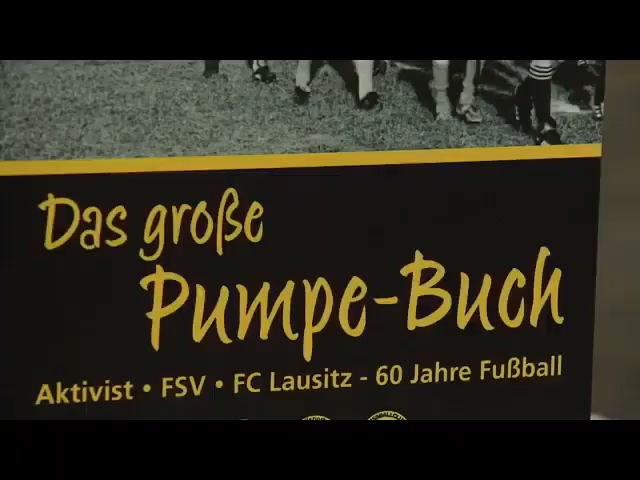 Das große
Pumpe-Buch
Aktivist • FSV • FC Lausitz - 60 Jahre Fußball